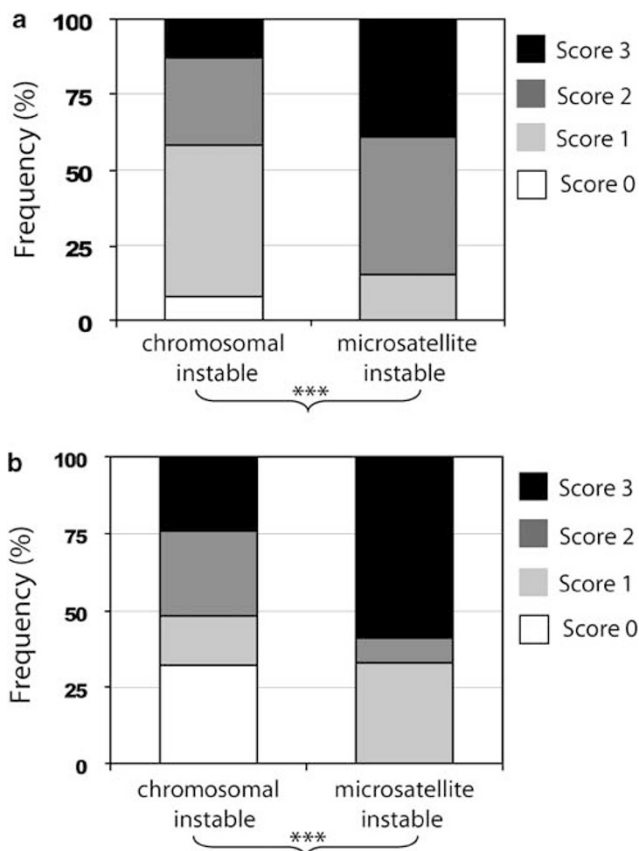 a
Frequency (%)
100
75
50
25
0
Score 3
Score 2
Score 1
Score 0
chromosomal
instable
microsatellite
instable
***
b
Frequency (%)
100
75
50
25
0
Score 3
Score 2
Score 1
Score 0
chromosomal
instable
microsatellite
instable
***